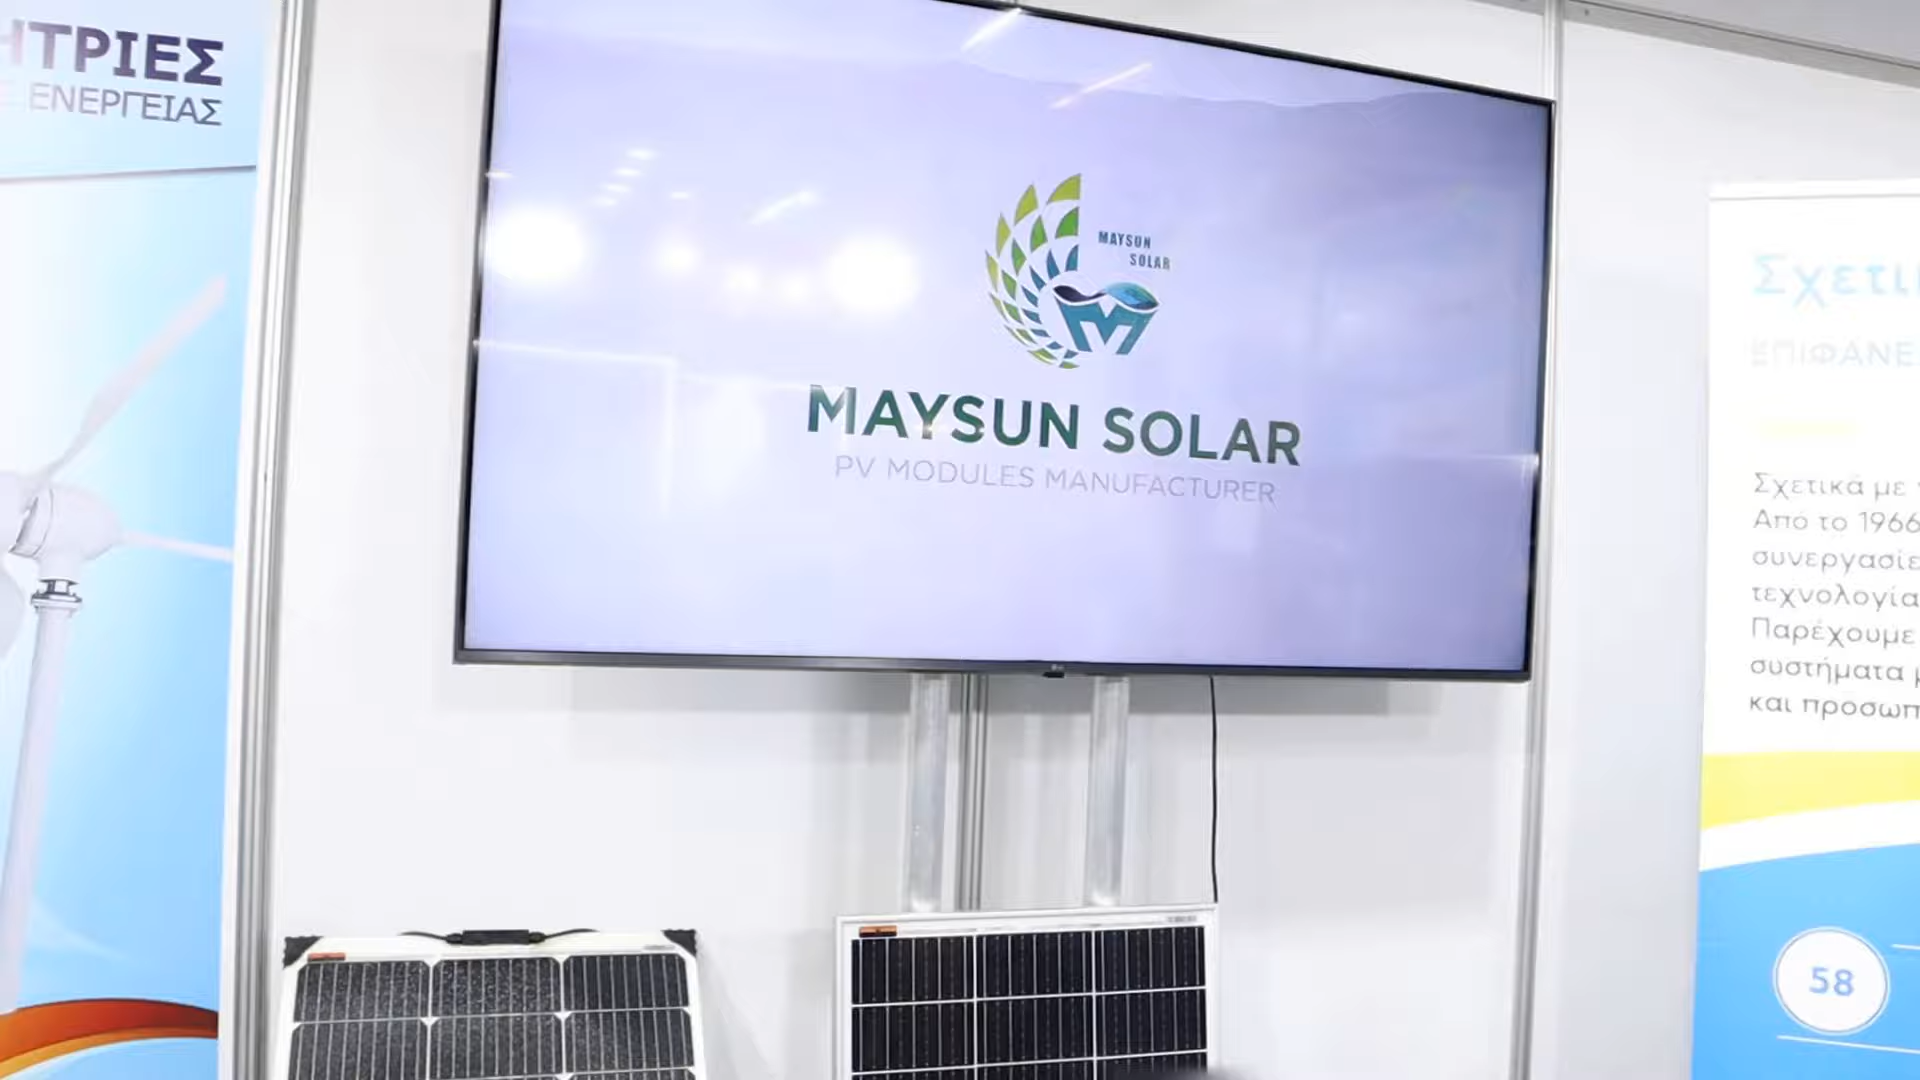 ΗΤΡΙΕΣ
ΕΝΕΡΓΕΙΑΣ
MAYSUN
SOLAR
MAYSUN SOLAR
PV MODULES MANUFACTURER
LG
Σχετι
ΕΠΙΦΑΝΕ
Σχετικά με
Από το 1966
συνεργασίε
τεχνολογία
Παρέχουμε
συστήματα μ
και προσωπ
58